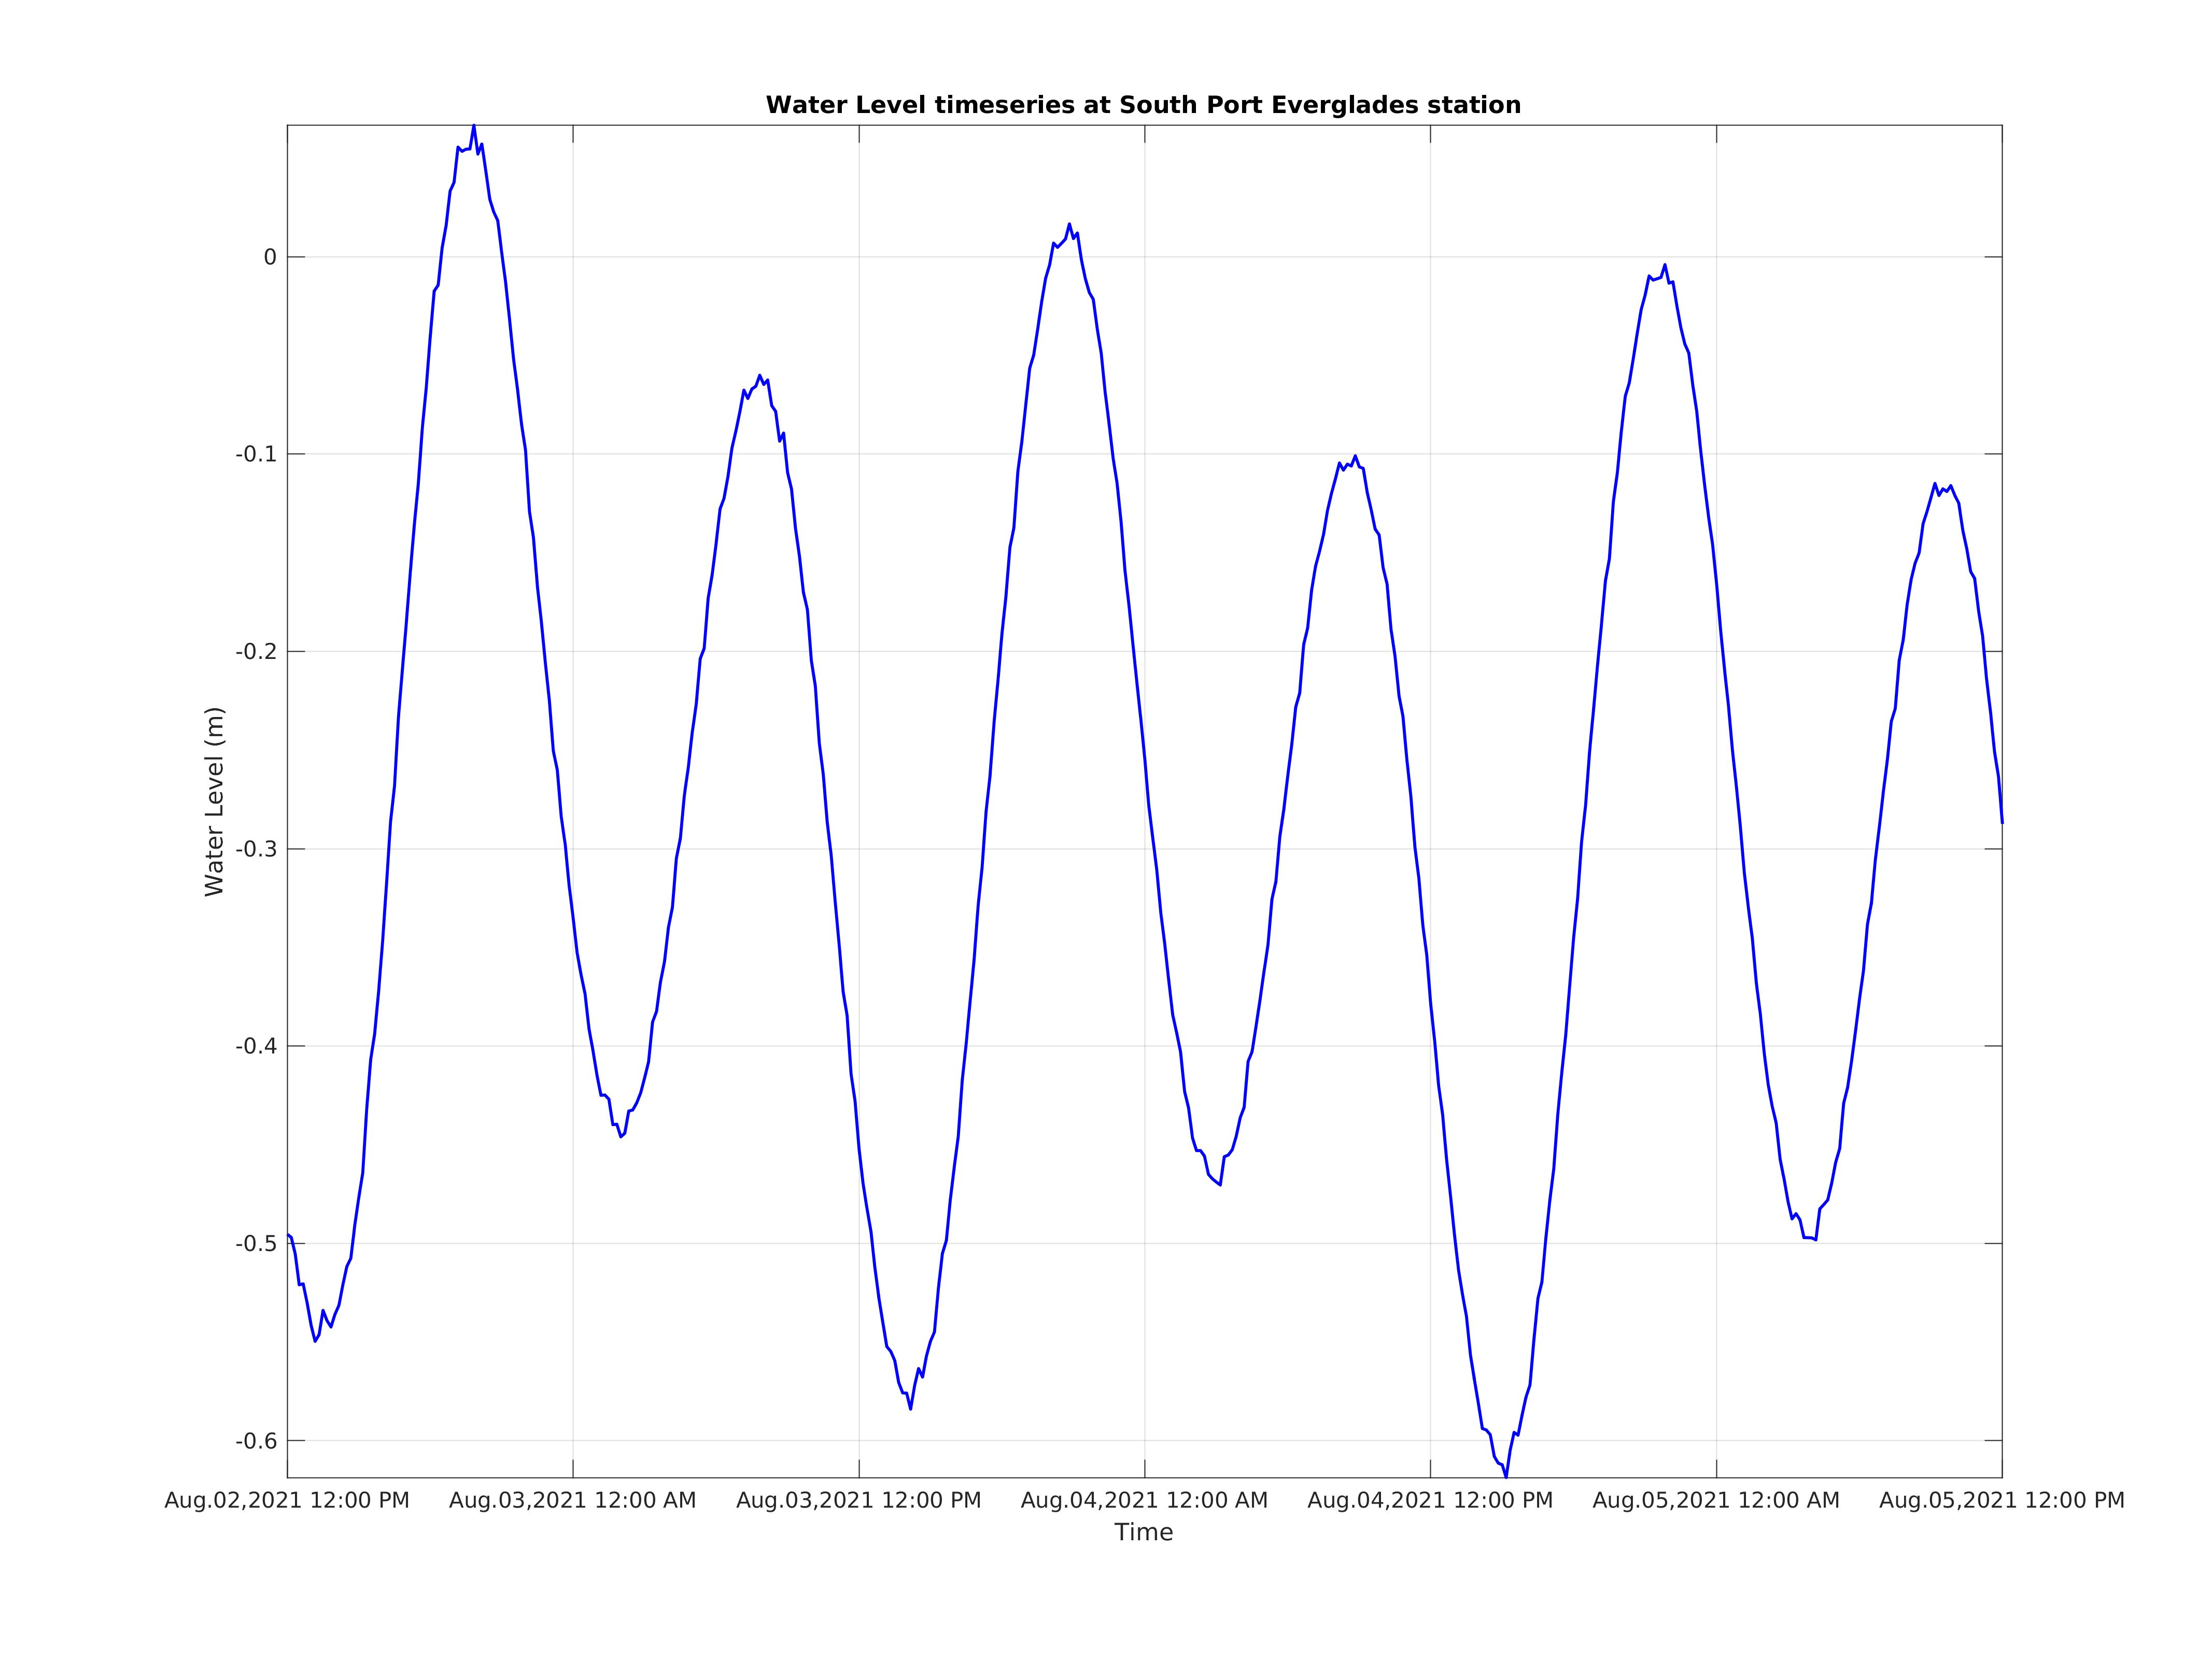 Water Level timeseries at South Port Everglades station
0
-0.1
-0.2
-0.3
-0.4
-0.5
-0.6
Water Level (m)
Aug.02,2021 12:00 PM
Aug.03,2021 12:00 AM
Aug.03,2021 12:00 PM
Aug.04,2021 12:00 AM
Aug.04,2021 12:00 PM
Aug.05,2021 12:00 AM
Aug.05,2021 12:00 PM
Time